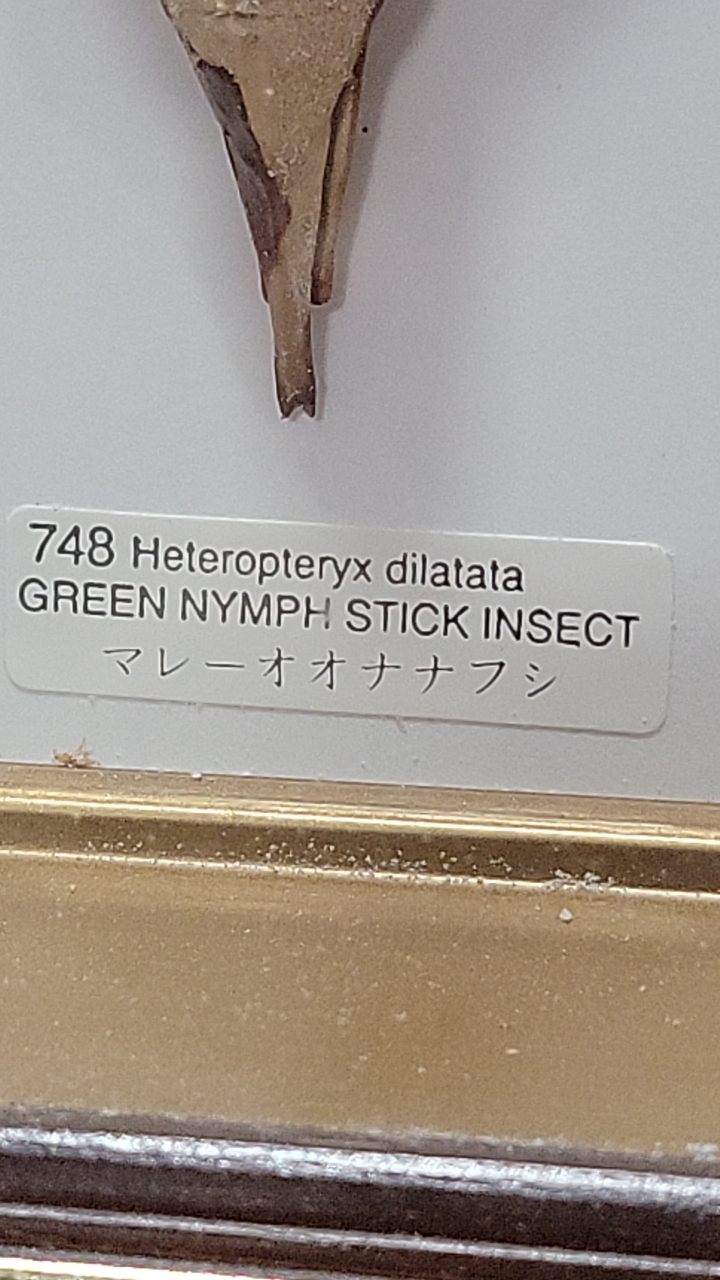 748 Heteropteryx dilatata
GREEN NYMPH STICK INSECT
マレーオオナナフシ